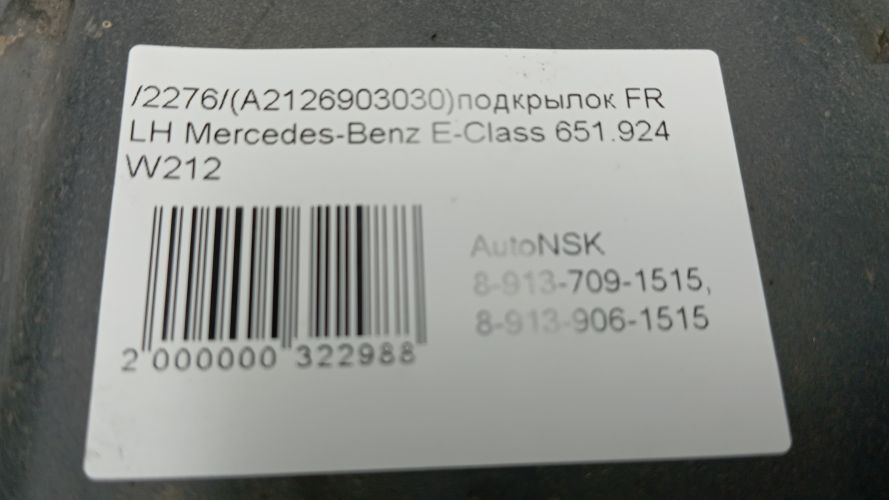 /2276/(A2126903030)подкрылок FR
LH Mercedes-Benz E-Class 651.924
W212
AutoNSK
8-913-709-1515,
8-913-906-1515
2 000000 322988